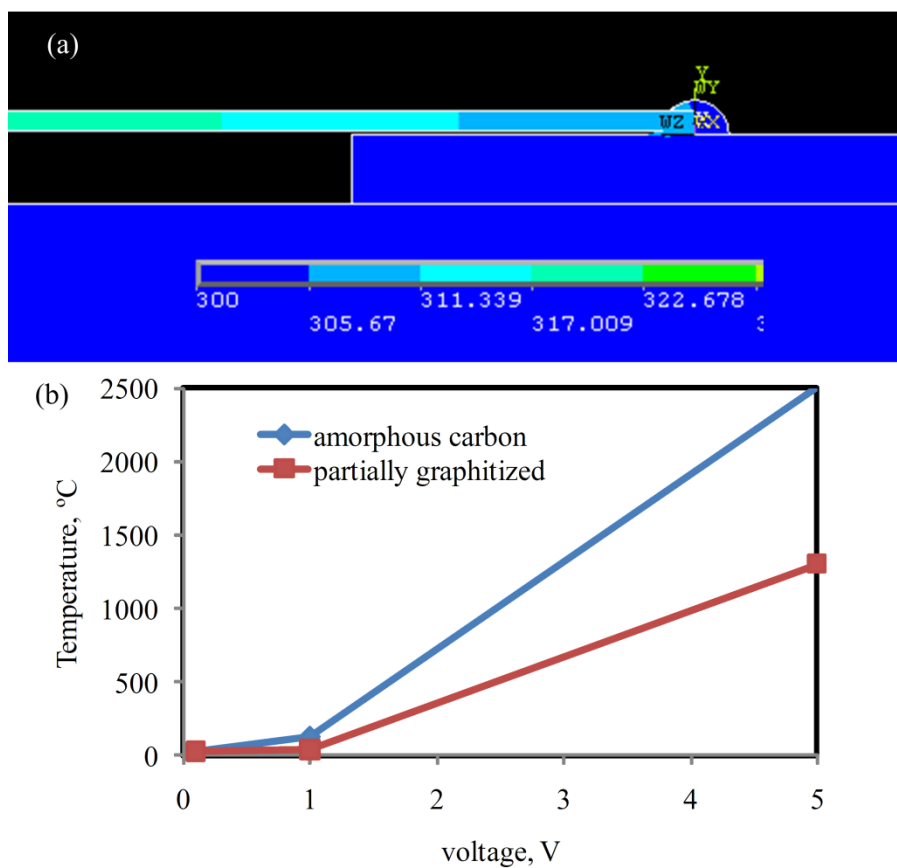 (a)
Y
WY
WZ
300
311.339
322.678
305.67
317.009
(b)
2500
2000
1500
1000
500
0
Temperature, ºC
amorphous carbon
partially graphitized
0 1 2 3 4 5
voltage, V